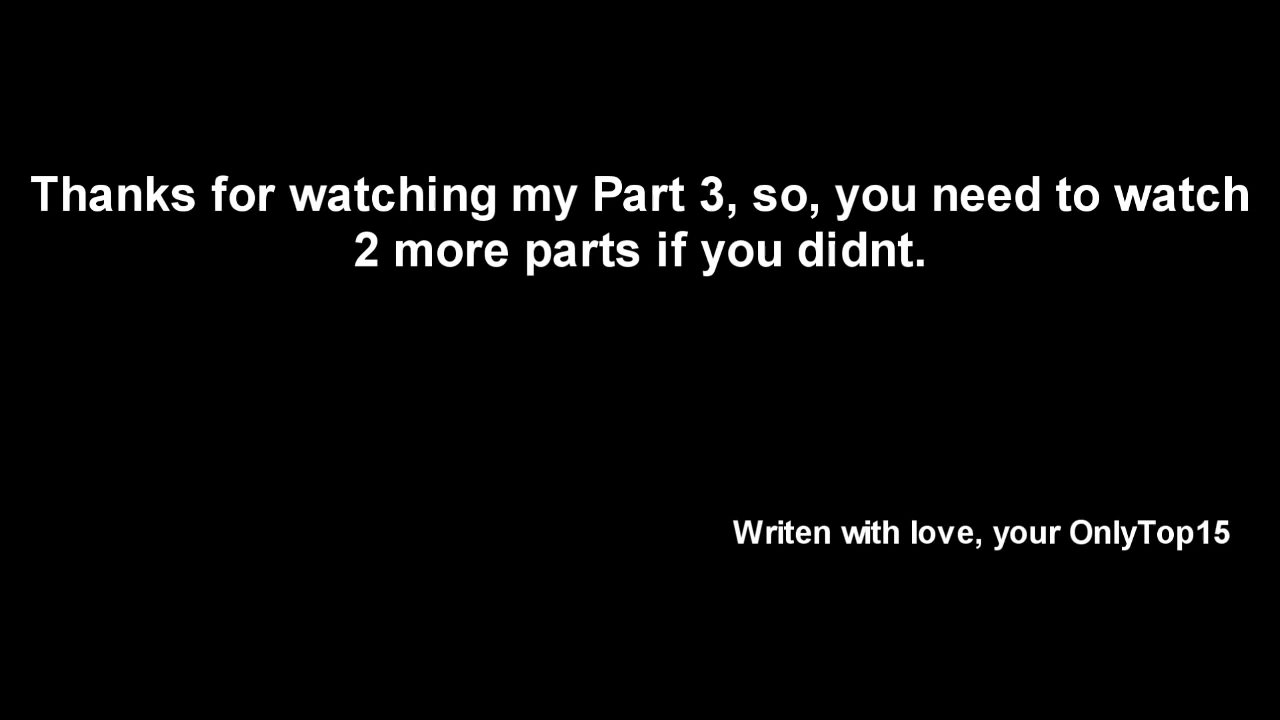 Thanks for watching my Part 3, so, you need to watch
2 more parts if you didnt.
Writen with love, your OnlyTop15